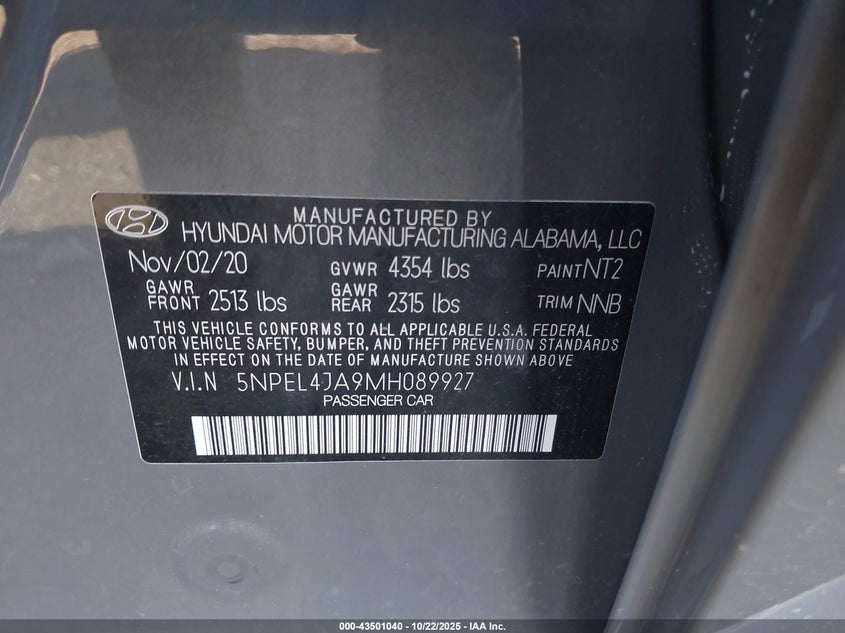 MANUFACTURED BY
HYUNDAI MOTOR MANUFACTURING ALABAMA, LLC
Nov/02/20 GVWR 4354 lbs PAINT NT2
GAWR FRONT 2513 lbs GAWR REAR 2315 lbs TRIM NNB
THIS VEHICLE CONFORMS TO ALL APPLICABLE U.S.A. FEDERAL
MOTOR VEHICLE SAFETY, BUMPER, AND THEFT PREVENTION STANDARDS
IN EFFECT ON THE DATE OF MANUFACTURE SHOWN ABOVE
V.I.N 5NPEL4JA9MH089927
PASSENGER CAR
000-43501040 - 10/22/2025 - IAA Inc.